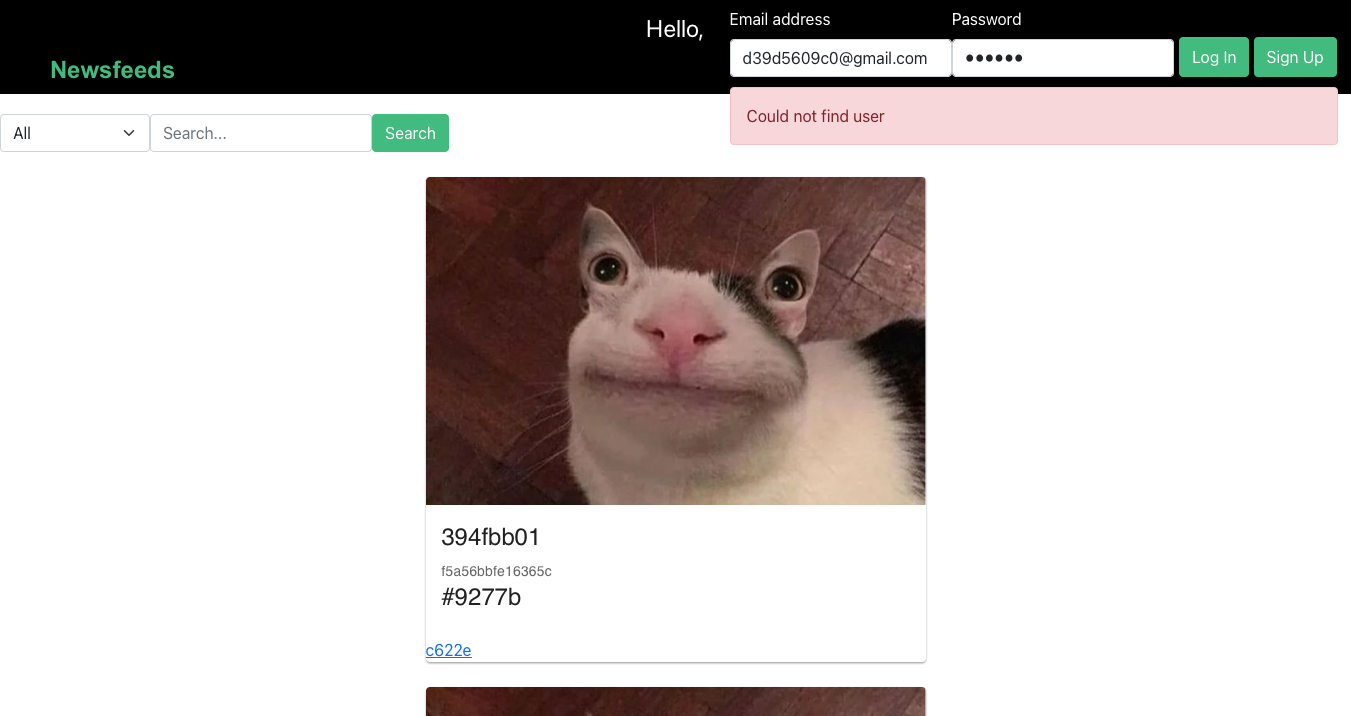 Hello,
Email address
Password
Newsfeeds
d39d5609c0@gmail.com
●●●●●●
Log In
Sign Up
Could not find user
All
Search...
Search
394fbb01
f5a56bbfe16365c
#9277b
c622e